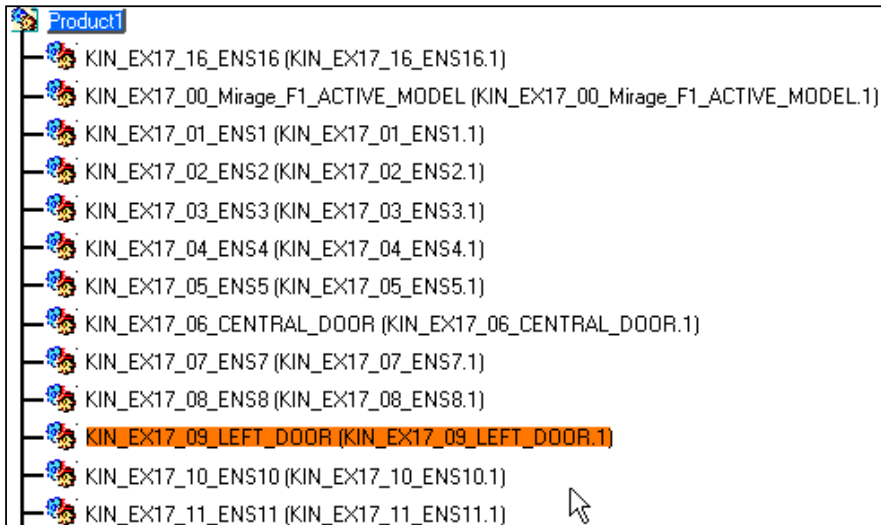 Product1
KIN_EX17_16_ENS16 (KIN_EX17_16_ENS16.1)
KIN_EX17_00_Mirage_F1_ACTIVE_MODEL (KIN_EX17_00_Mirage_F1_ACTIVE_MODEL.1)
KIN_EX17_01_ENS1 (KIN_EX17_01_ENS1.1)
KIN_EX17_02_ENS2 (KIN_EX17_02_ENS2.1)
KIN_EX17_03_ENS3 (KIN_EX17_03_ENS3.1)
KIN_EX17_04_ENS4 (KIN_EX17_04_ENS4.1)
KIN_EX17_05_ENS5 (KIN_EX17_05_ENS5.1)
KIN_EX17_06_CENTRAL_DOOR (KIN_EX17_06_CENTRAL_DOOR.1)
KIN_EX17_07_ENS7 (KIN_EX17_07_ENS7.1)
KIN_EX17_08_ENS8 (KIN_EX17_08_ENS8.1)
KIN_EX17_09_LEFT_DOOR (KIN_EX17_09_LEFT_DOOR.1)
KIN_EX17_10_ENS10 (KIN_EX17_10_ENS10.1)
KIN_EX17_11_ENS11 (KIN_EX17_11_ENS11.1)